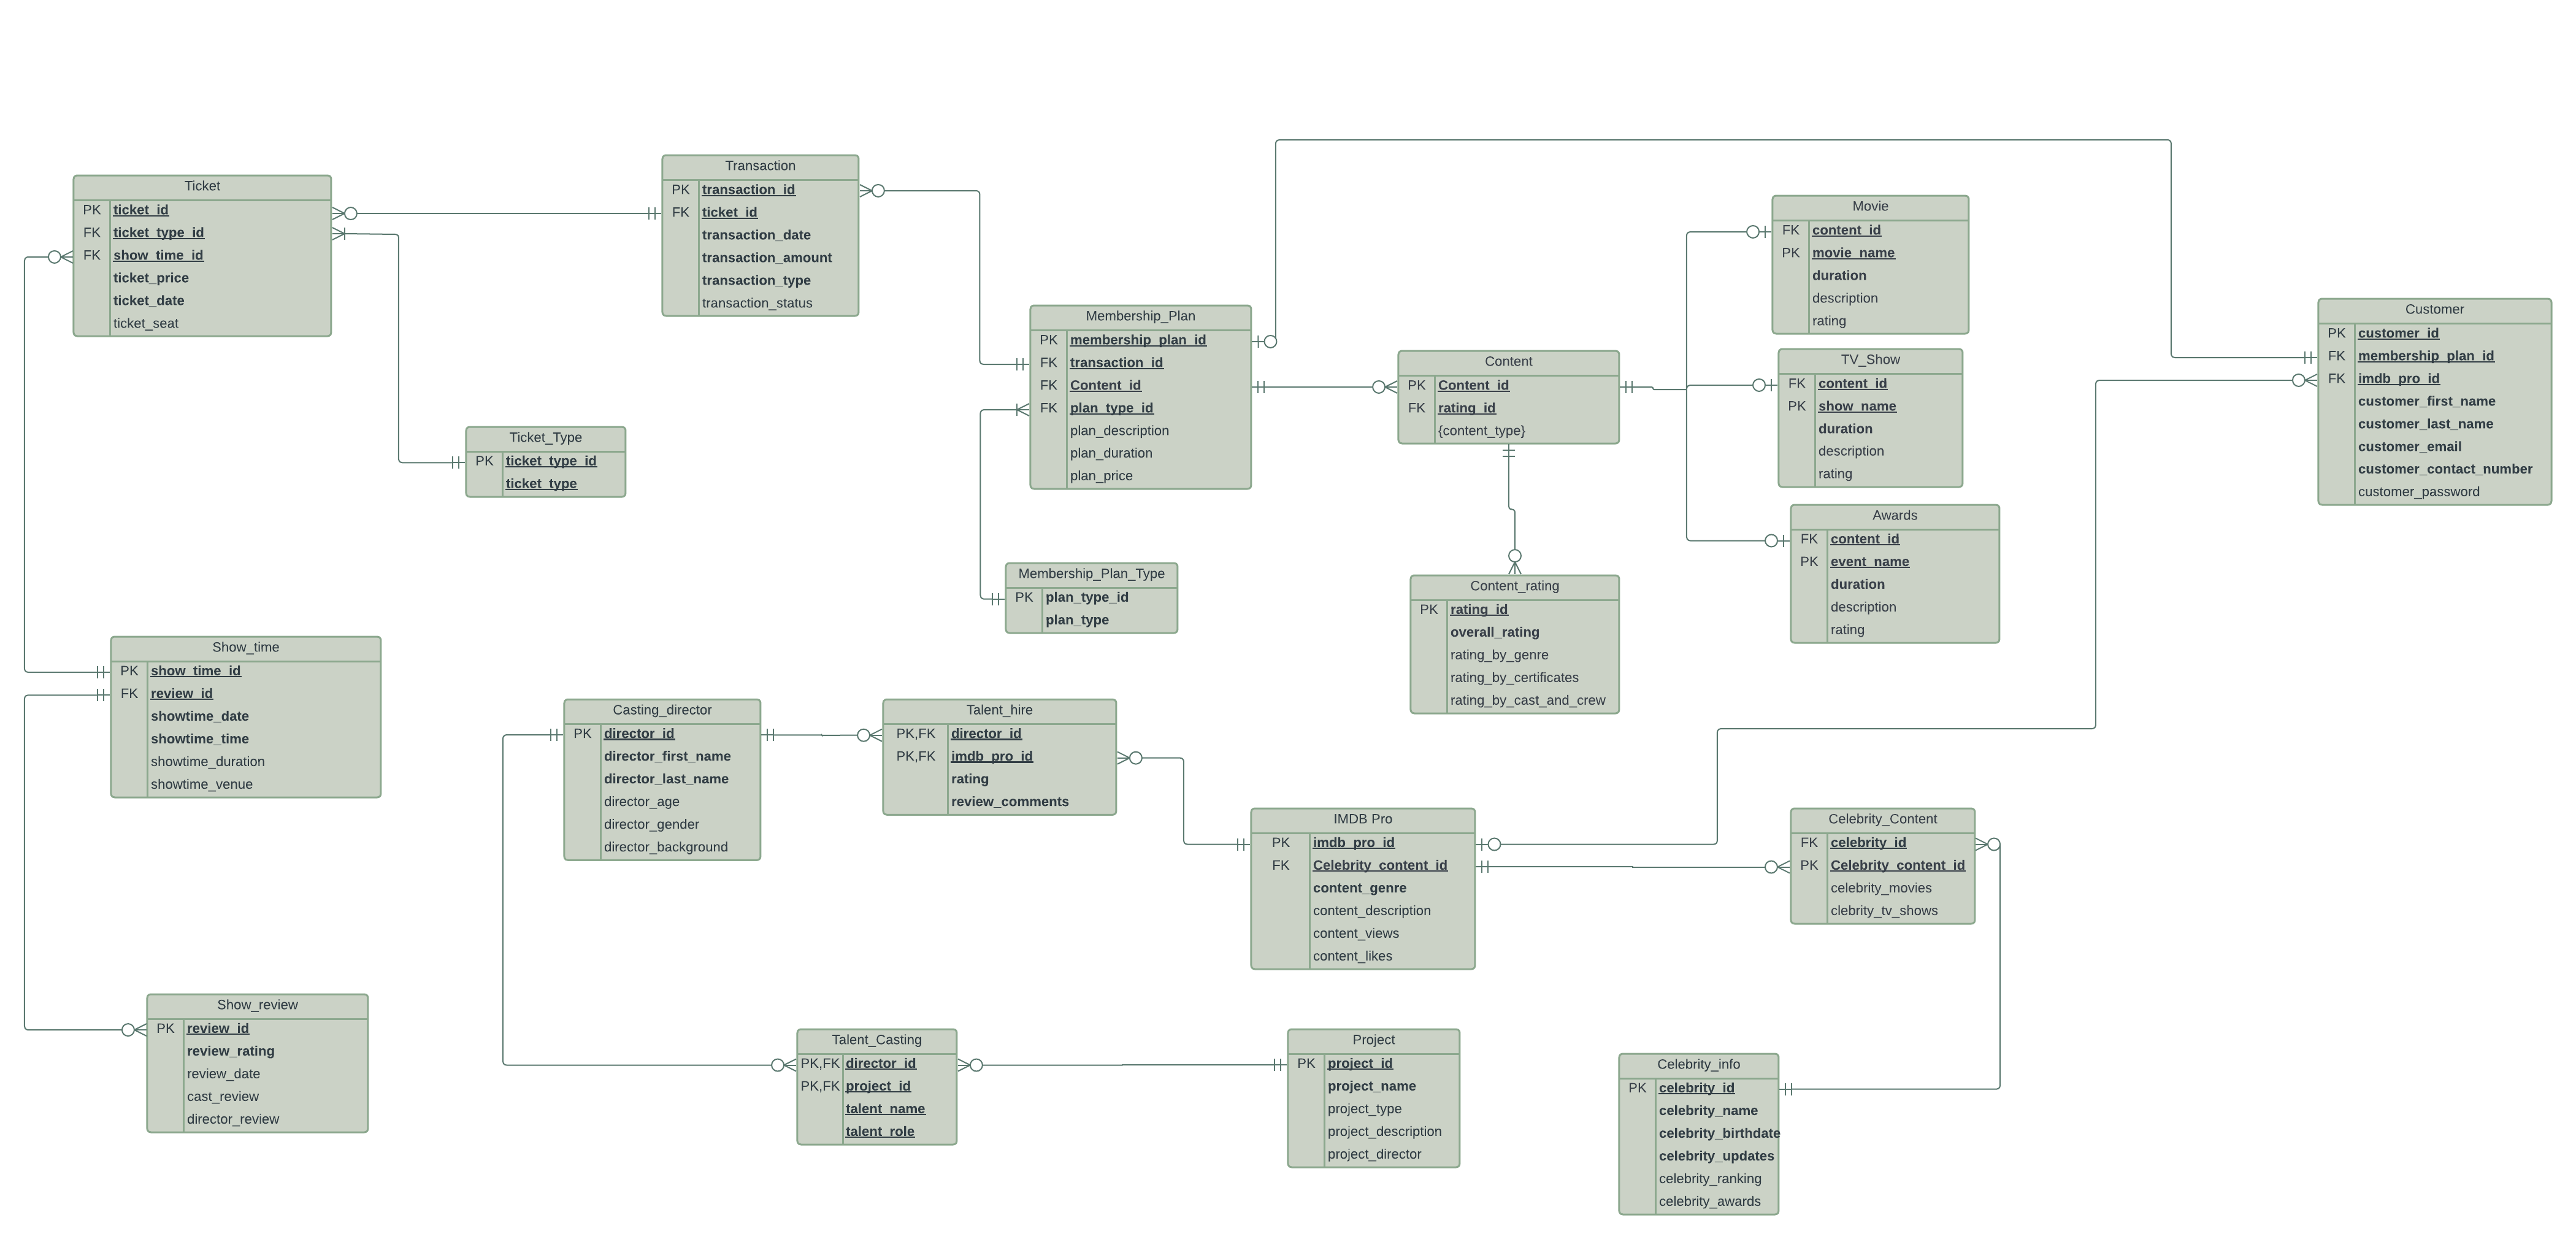 Ticket
PK ticket_id
FK ticket_type_id
FK show_time_id
ticket_price
ticket_date
ticket_seat
Transaction
PK transaction_id
FK ticket_id
transaction_date
transaction_amount
transaction_type
transaction_status
Membership_Plan
PK membership_plan_id
FK transaction_id
FK Content_id
FK plan_type_id
plan_description
plan_duration
plan_price
Content
PK Content_id
FK rating_id
{content_type}
Movie
FK content_id
PK movie_name
duration
description
rating
TV_Show
FK content_id
PK show_name
duration
description
rating
Awards
FK content_id
PK event_name
duration
description
rating
Customer
PK customer_id
FK membership_plan_id
FK imdb_pro_id
customer_first_name
customer_last_name
customer_email
customer_contact_number
customer_password
Ticket_Type
PK ticket_type_id
ticket_type
Membership_Plan_Type
PK plan_type_id
plan_type
Content_rating
PK rating_id
overall_rating
rating_by_genre
rating_by_certificates
rating_by_cast_and_crew
Show_time
PK show_time_id
FK review_id
showtime_date
showtime_time
showtime_duration
showtime_venue
Casting_director
PK director_id
director_first_name
director_last_name
director_age
director_gender
director_background
Talent_hire
PK,FK director_id
PK,FK imdb_pro_id
rating
review_comments
IMDB Pro
PK imdb_pro_id
FK Celebrity_content_id
content_genre
content_description
content_views
content_likes
Celebrity_Content
FK celebrity_id
PK Celebrity_content_id
celebrity_movies
clebrity_tv_shows
Show_review
PK review_id
review_rating
review_date
cast_review
director_review
Talent_Casting
PK,FK director_id
PK,FK project_id
talent_name
talent_role
Project
PK project_id
project_name
project_type
project_description
project_director
Celebrity_info
PK celebrity_id
celebrity_name
celebrity_birthdate
celebrity_updates
celebrity_ranking
celebrity_awards